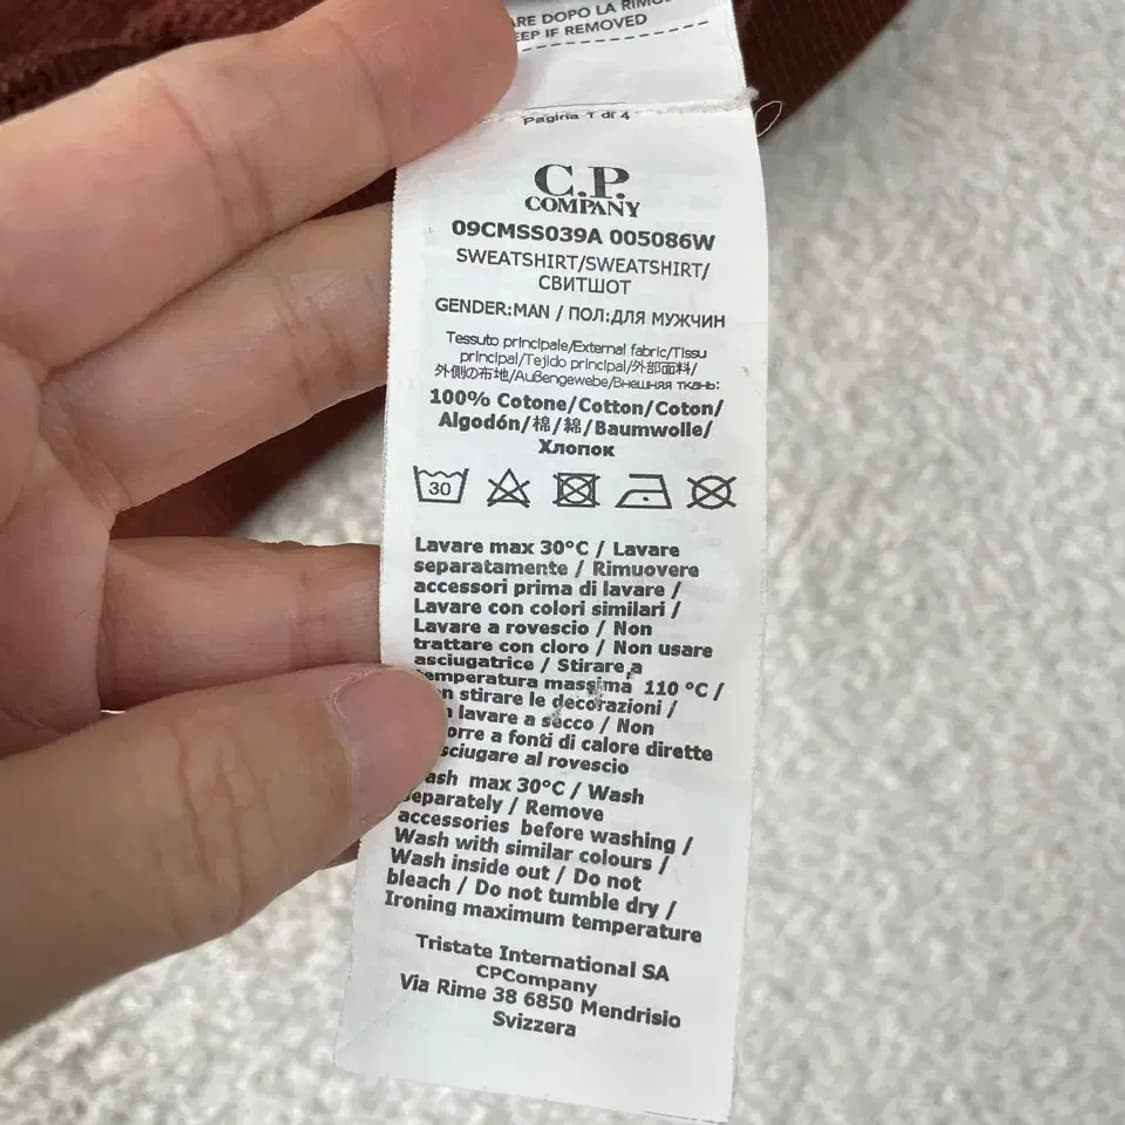 DOPO LA
IF REMOVED
Pagina 1 di 4
C.P.
COMPANY
09CMSS039A 005086W
SWEATSHIRT/SWEATSHIRT/
СВИТШОТ
GENDER:MAN / ПОЛ:ДЛЯ МУЖЧИН
Tessuto principale/External fabric/Tissu
principal/Tejido principal/外部面料/
外側の布地/Außengewebe/Внешняя ткань:
100% Cotone/Cotton/Coton/
Algodón/棉/綿/Baumwolle/
Хлопок
30
Lavare max 30°C / Lavare
separatamente / Rimuovere
accessori prima di lavare /
Lavare con colori similari /
Lavare a rovescio / Non
trattare con cloro / Non usare
asciugatrice / Stirare a
temperatura massima 110 °C /
stirare le decorazioni /
lavare a secco / Non
a fonti di calore dirette
al rovescio
max 30°C / Wash
/ Remove
accessories before washing /
Wash with similar colours /
Wash inside out / Do not
bleach / Do not tumble dry /
Ironing maximum temperature
Tristate International SA
CPCompany
Via Rime 38 6850 Mendrisio
Svizzera